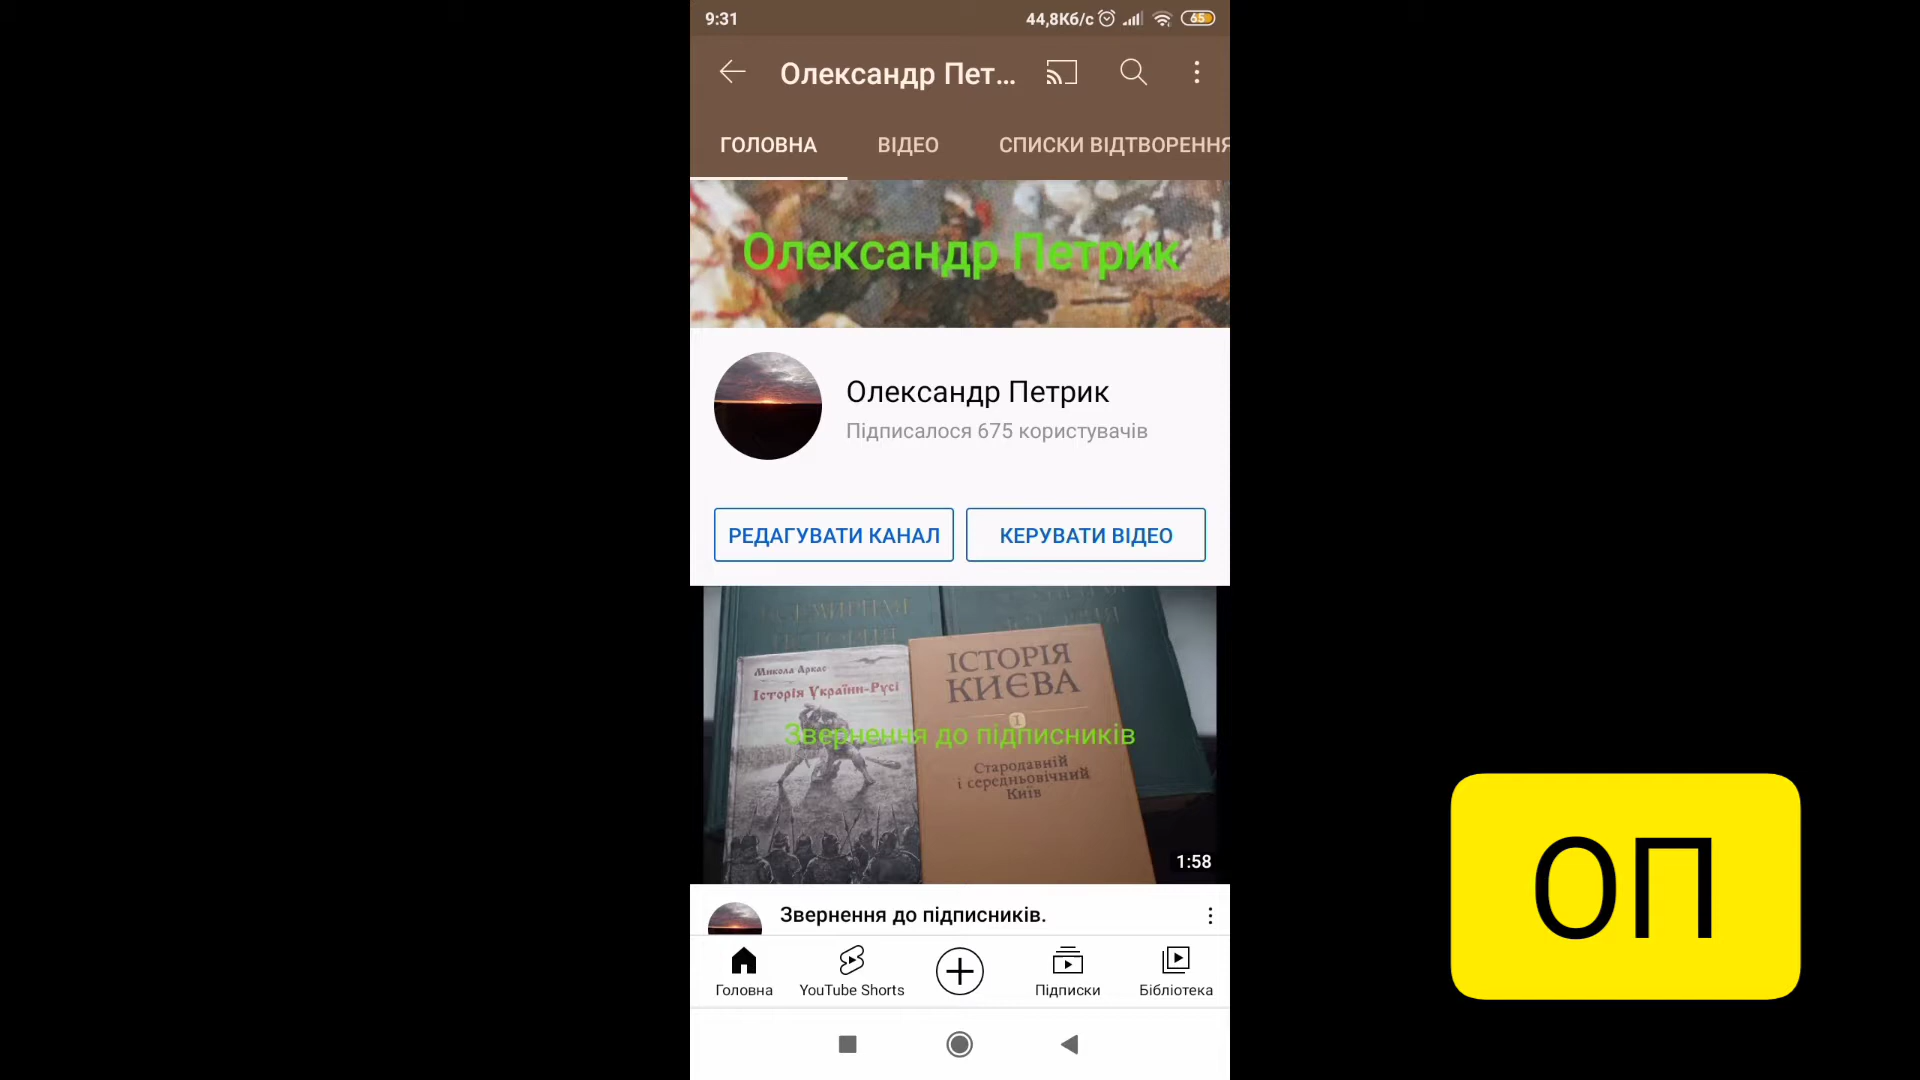 9:31
44,8Кб/с
65
Олександр Пет...
ГОЛОВНА
ВІДЕО
СПИСКИ ВІДТВОРЕННЯ
Олександр Петрик
Олександр Петрик
Підписалося 675 користувачів
РЕДАГУВАТИ КАНАЛ
КЕРУВАТИ ВІДЕО
ВСЕМИРНАЯ
ИСТОРИЯ
Микола Аркас
Історія України-Русі
ІСТОРІЯ
КИЄВА
1
Звернення до підписників
Стародавній
і середньовічний
Київ
1:58
Звернення до підписників.
Головна
YouTube Shorts
Підписки
Бібліотека
ОП